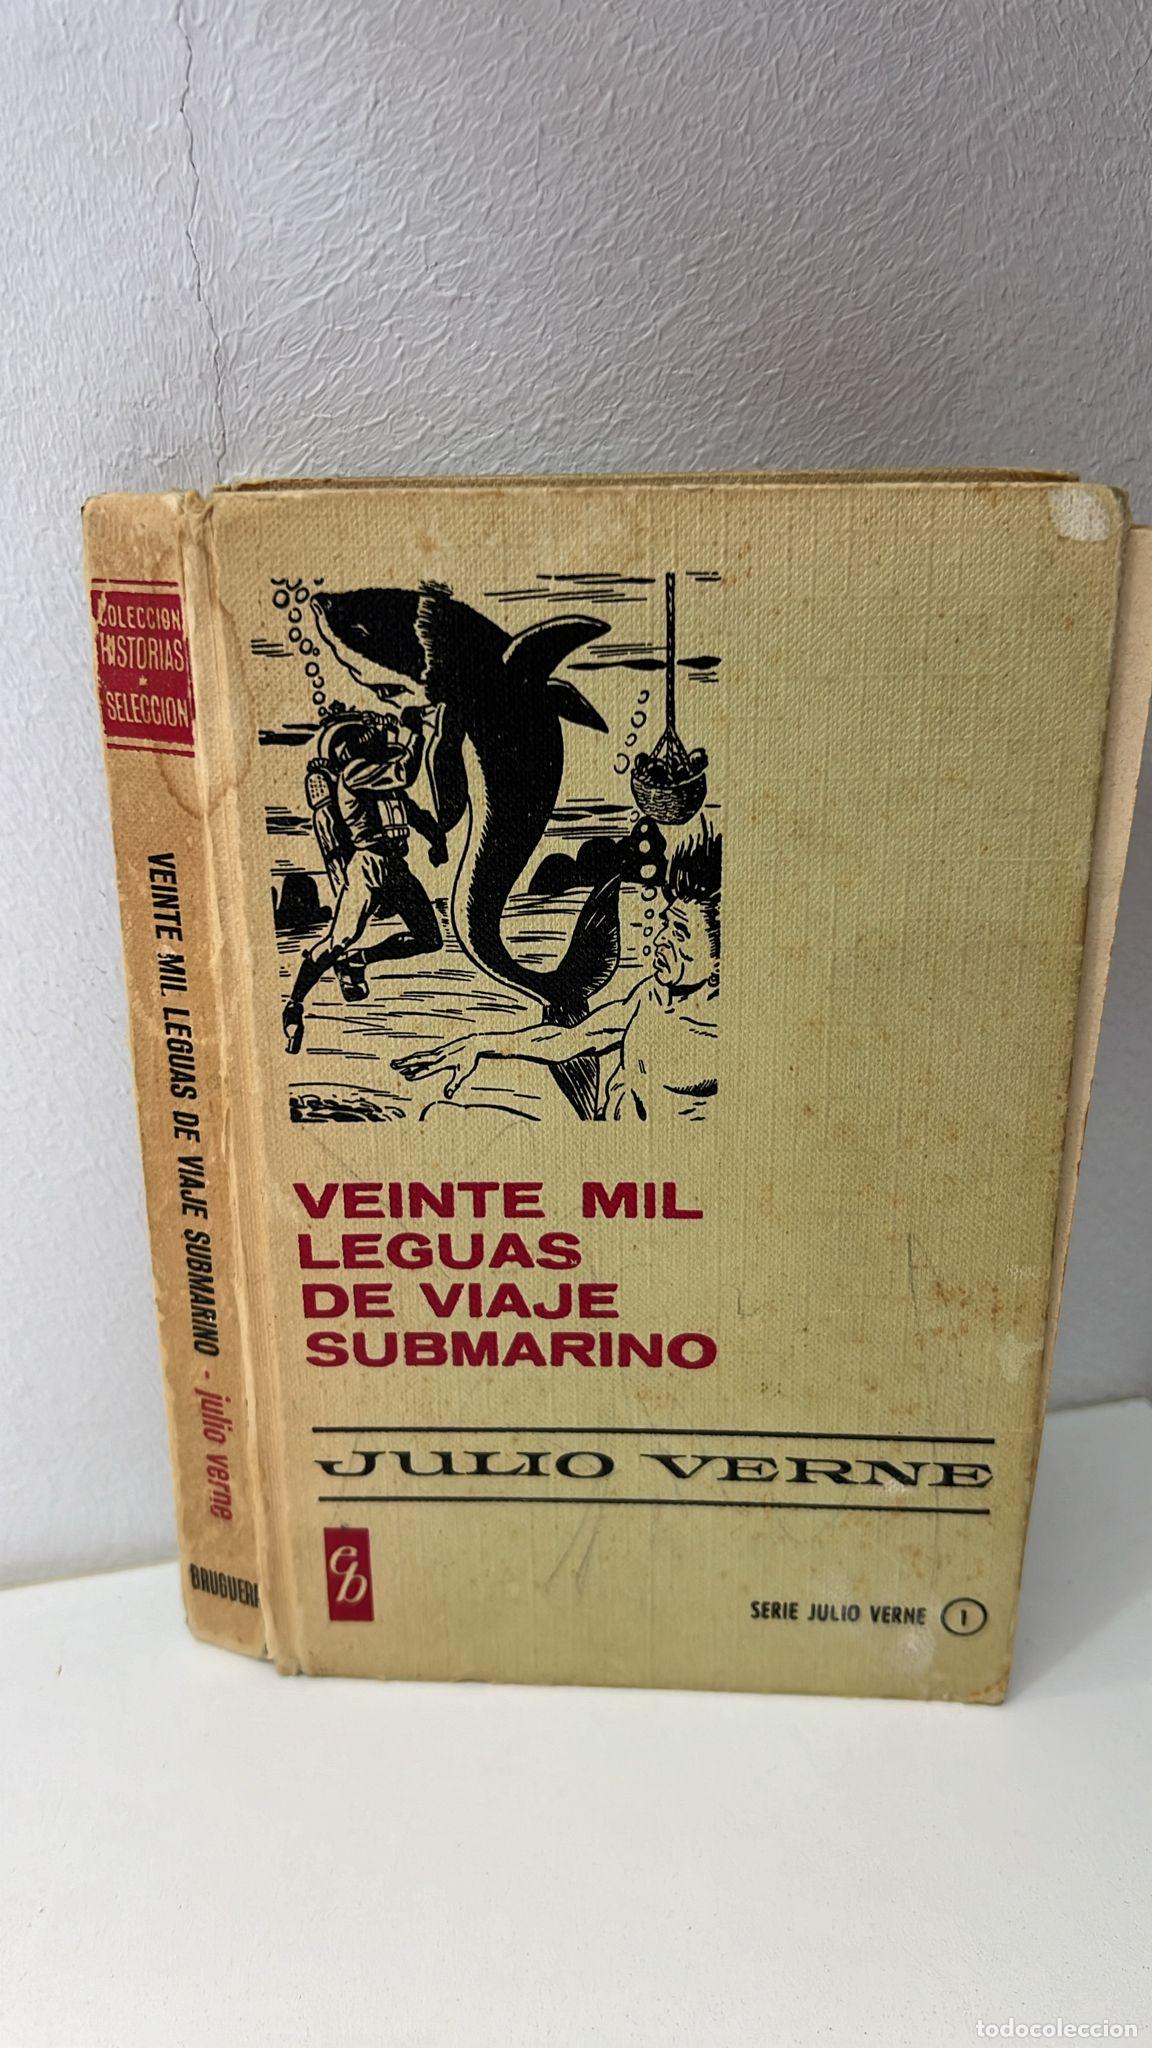 COLECCION
HISTORIAS
SELECCION
VEINTE MIL LEGUAS DE VIAJE SUBMARINO - julio verne
BRUGUERA
VEINTE MIL
LEGUAS
DE VIAJE
SUBMARINO
JULIO VERNE
eb
SERIE JULIO VERNE 1
todocoleccion